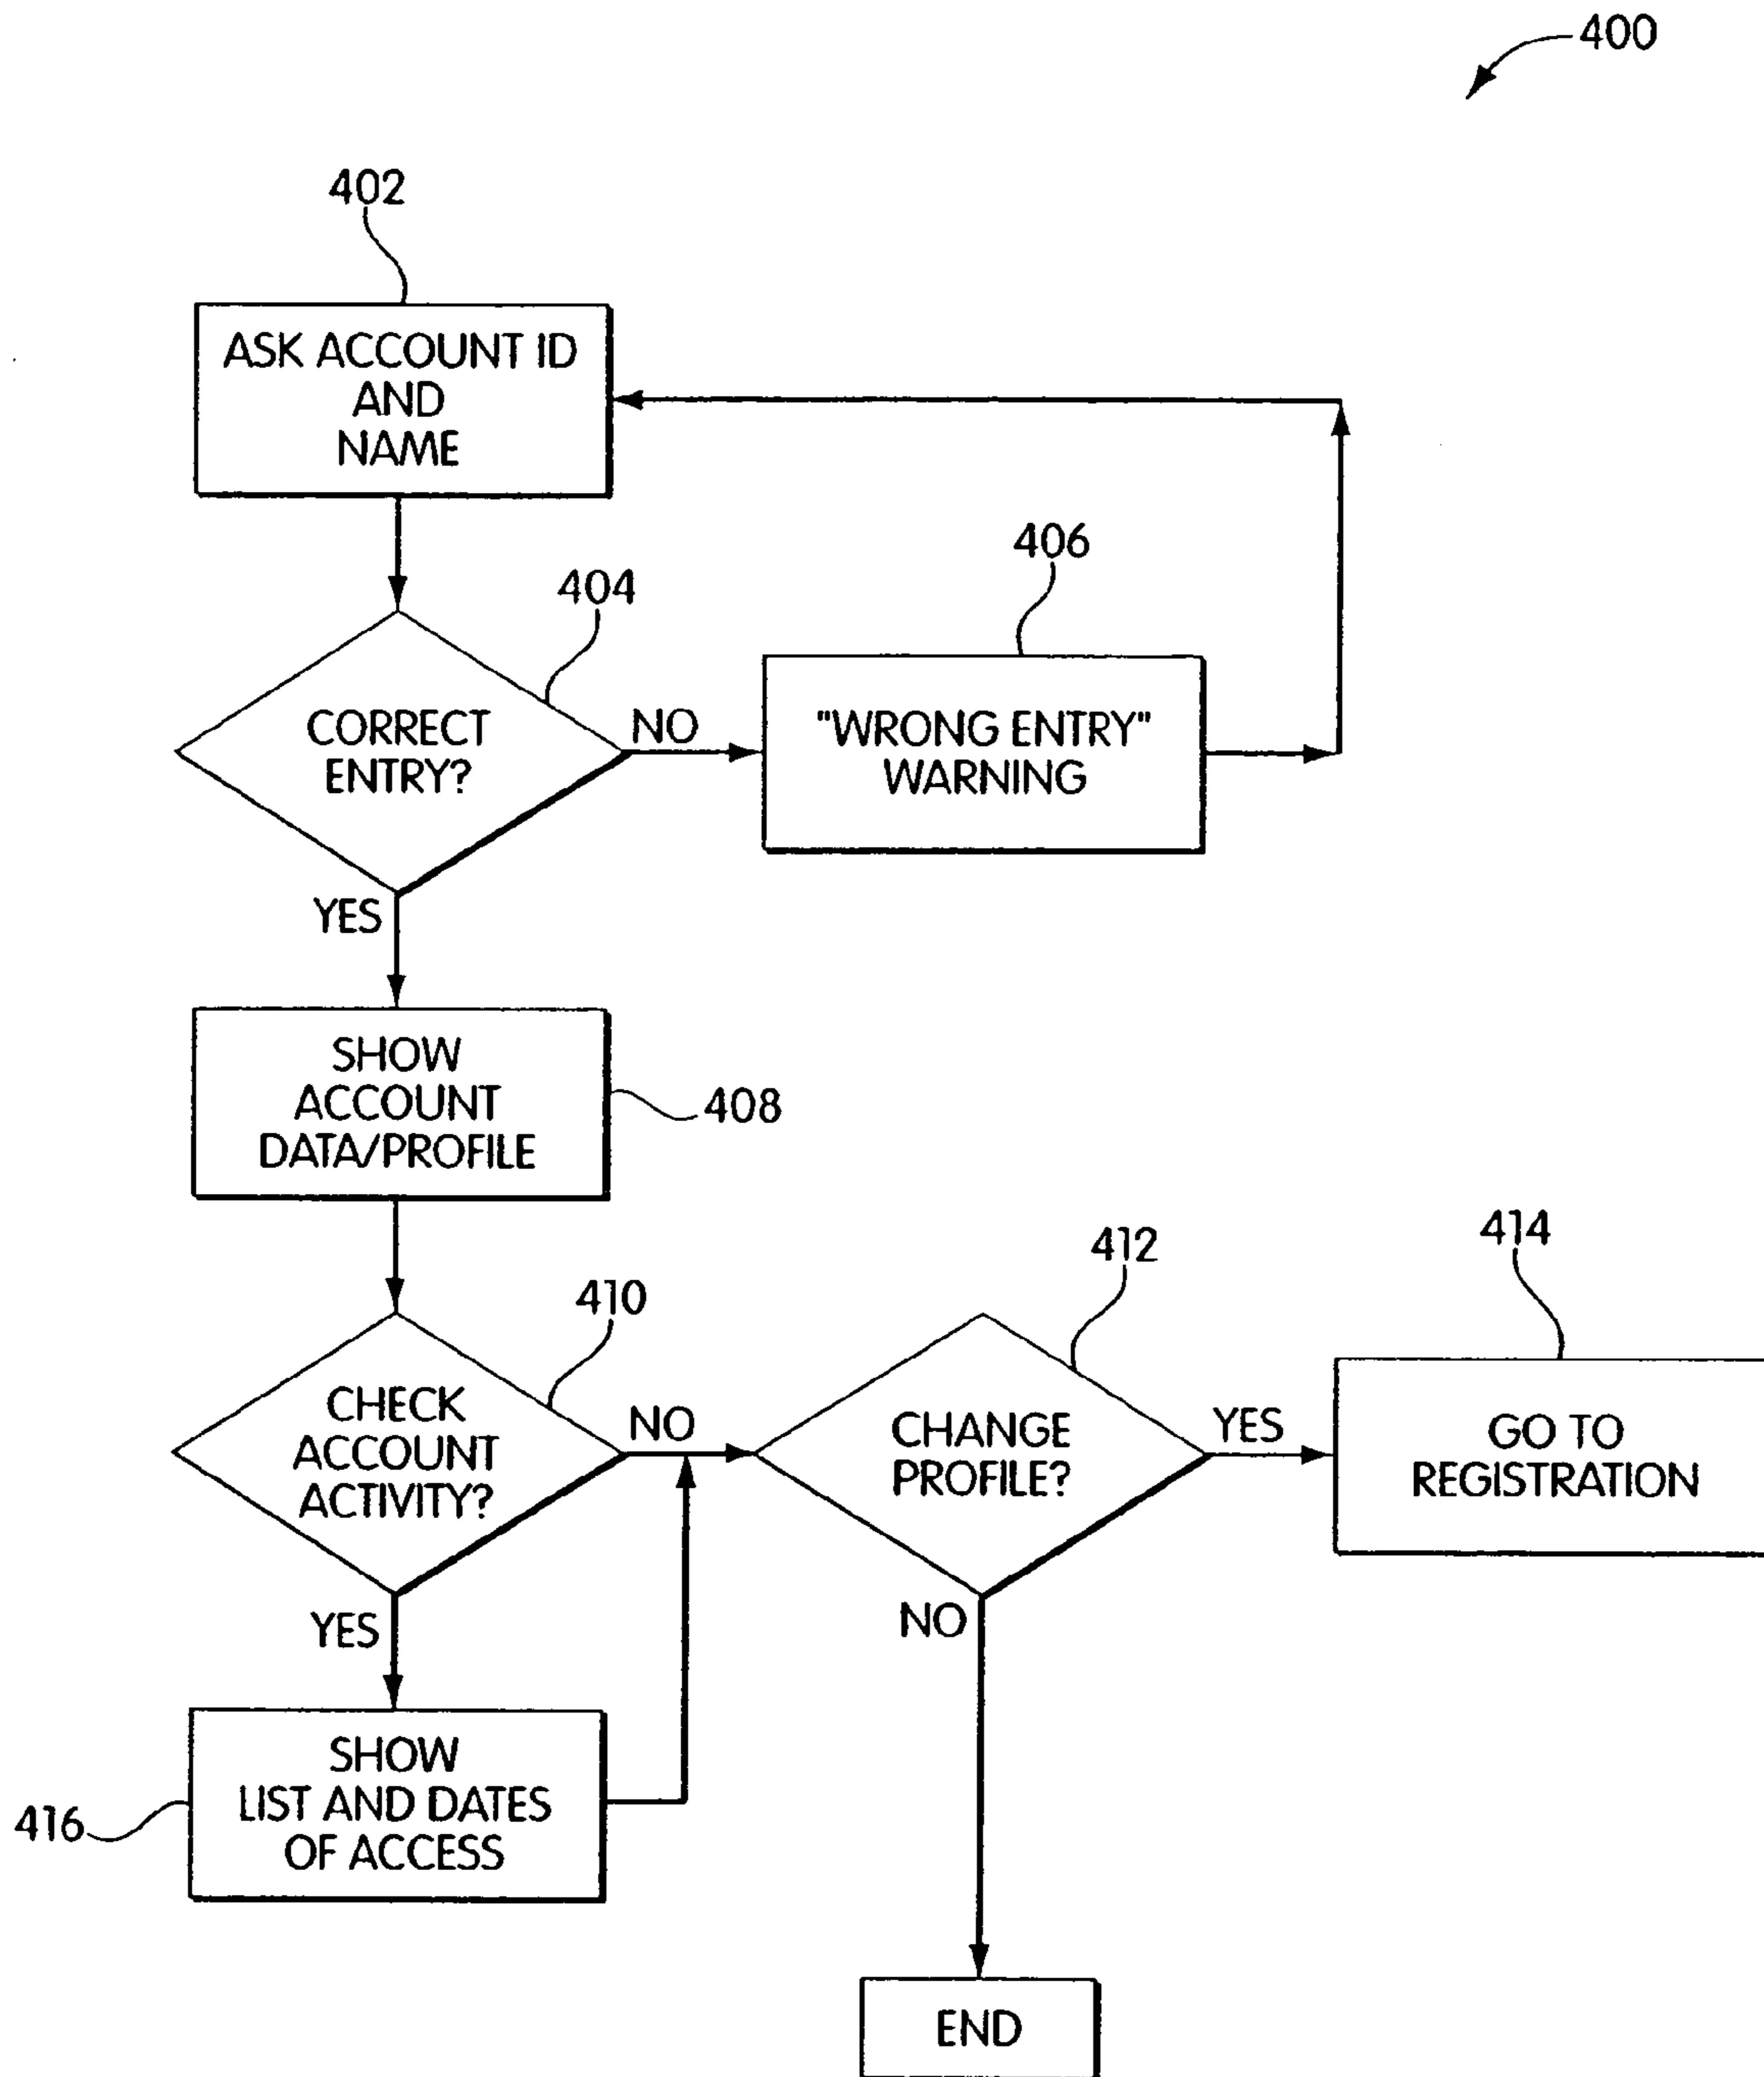 400
402
ASK ACCOUNT ID
AND
NAME
404
CORRECT
ENTRY?
NO
406
"WRONG ENTRY"
WARNING
YES
SHOW
ACCOUNT
DATA/PROFILE
408
410
CHECK
ACCOUNT
ACTIVITY?
NO
412
CHANGE
PROFILE?
YES
414
GO TO
REGISTRATION
YES
NO
416
SHOW
LIST AND DATES
OF ACCESS
END